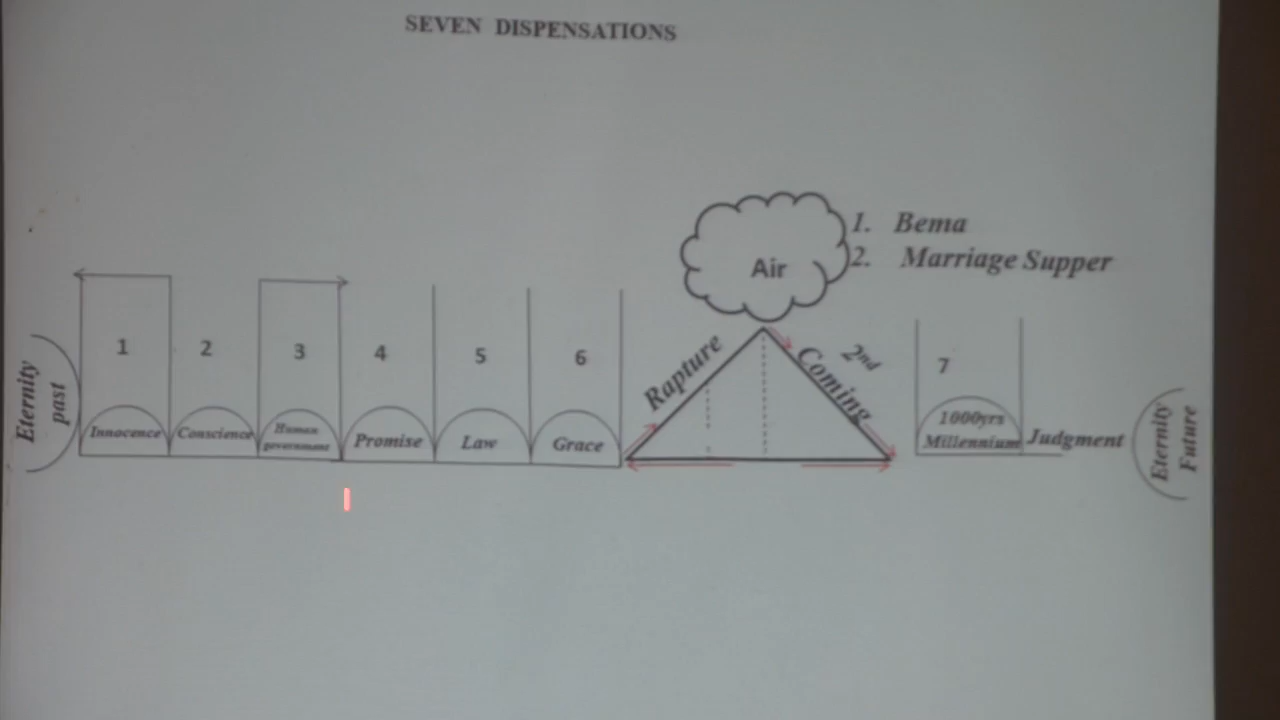 SEVEN DISPENSATIONS
1. Bema
2. Marriage Supper
Air
Rapture
2nd
Coming
1
2
3
4
5
6
7
Eternity
past
Innocence
Conscience
Human
government
Promise
Law
Grace
1000yrs
Millennium
Judgment
Eternity
Future